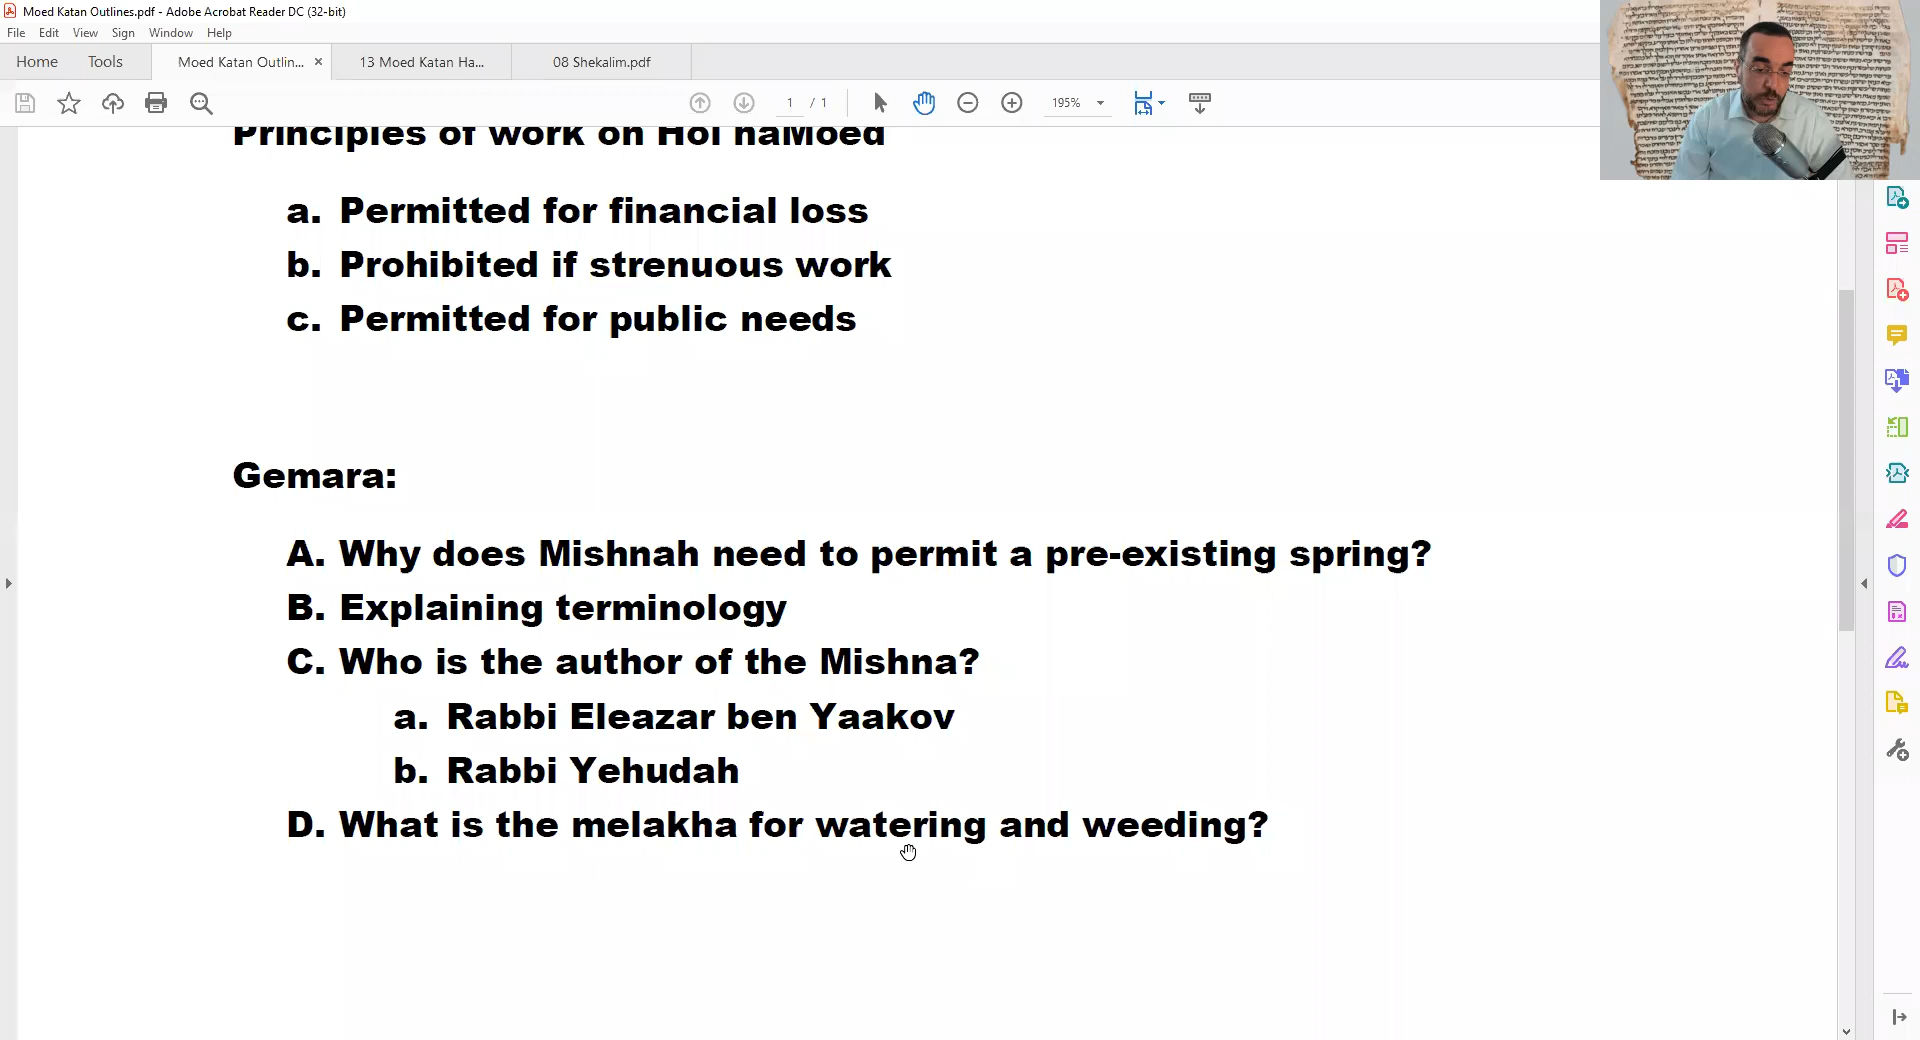 Moed Katan Outlines.pdf - Adobe Acrobat Reader DC (32-bit)
File Edit View Sign Window Help
Home Tools Moed Katan Outlin... × 13 Moed Katan Ha... 08 Shekalim.pdf
1 / 1 195%
Principles of work on Hol haMoed
a. Permitted for financial loss
b. Prohibited if strenuous work
c. Permitted for public needs
Gemara:
A. Why does Mishnah need to permit a pre-existing spring?
B. Explaining terminology
C. Who is the author of the Mishna?
a. Rabbi Eleazar ben Yaakov
b. Rabbi Yehudah
D. What is the melakha for watering and weeding?